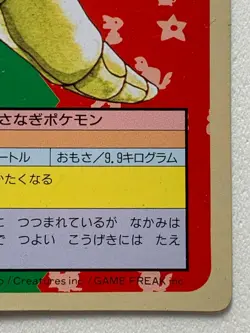 さなぎポケモン
ートル おもさ/9.9キログラム
かたくなる
に つつまれているが なかみは
で つよい こうげきには たえ
/Creatures inc./GAME FREAK inc.